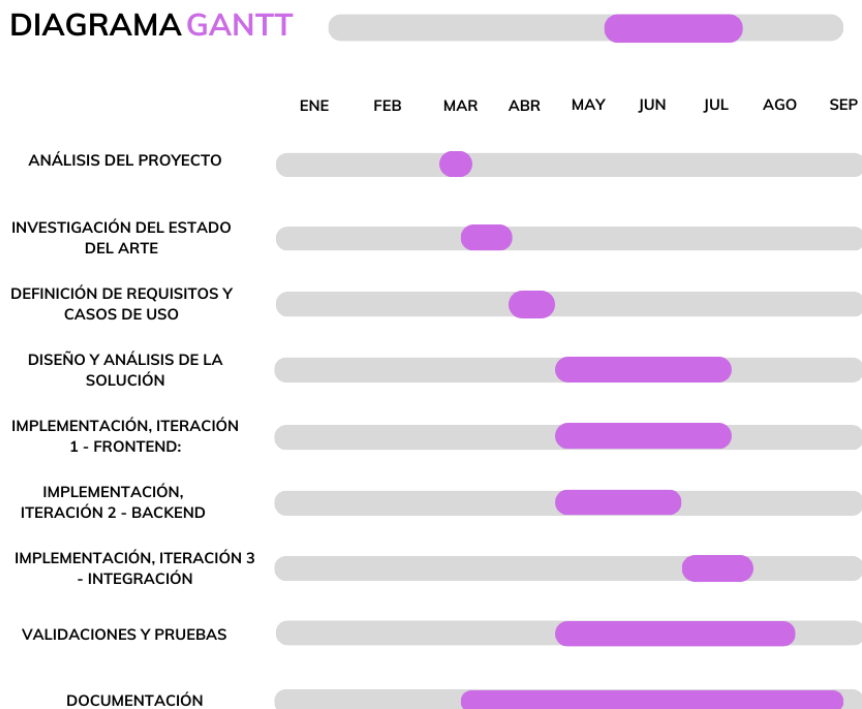 DIAGRAMA GANTT
ENE FEB MAR ABR MAY JUN JUL AGO SEP
ANÁLISIS DEL PROYECTO
INVESTIGACIÓN DEL ESTADO
DEL ARTE
DEFINICIÓN DE REQUISITOS Y
CASOS DE USO
DISEÑO Y ANÁLISIS DE LA
SOLUCIÓN
IMPLEMENTACIÓN, ITERACIÓN
1 - FRONTEND:
IMPLEMENTACIÓN,
ITERACIÓN 2 - BACKEND
IMPLEMENTACIÓN, ITERACIÓN 3
- INTEGRACIÓN
VALIDACIONES Y PRUEBAS
DOCUMENTACIÓN